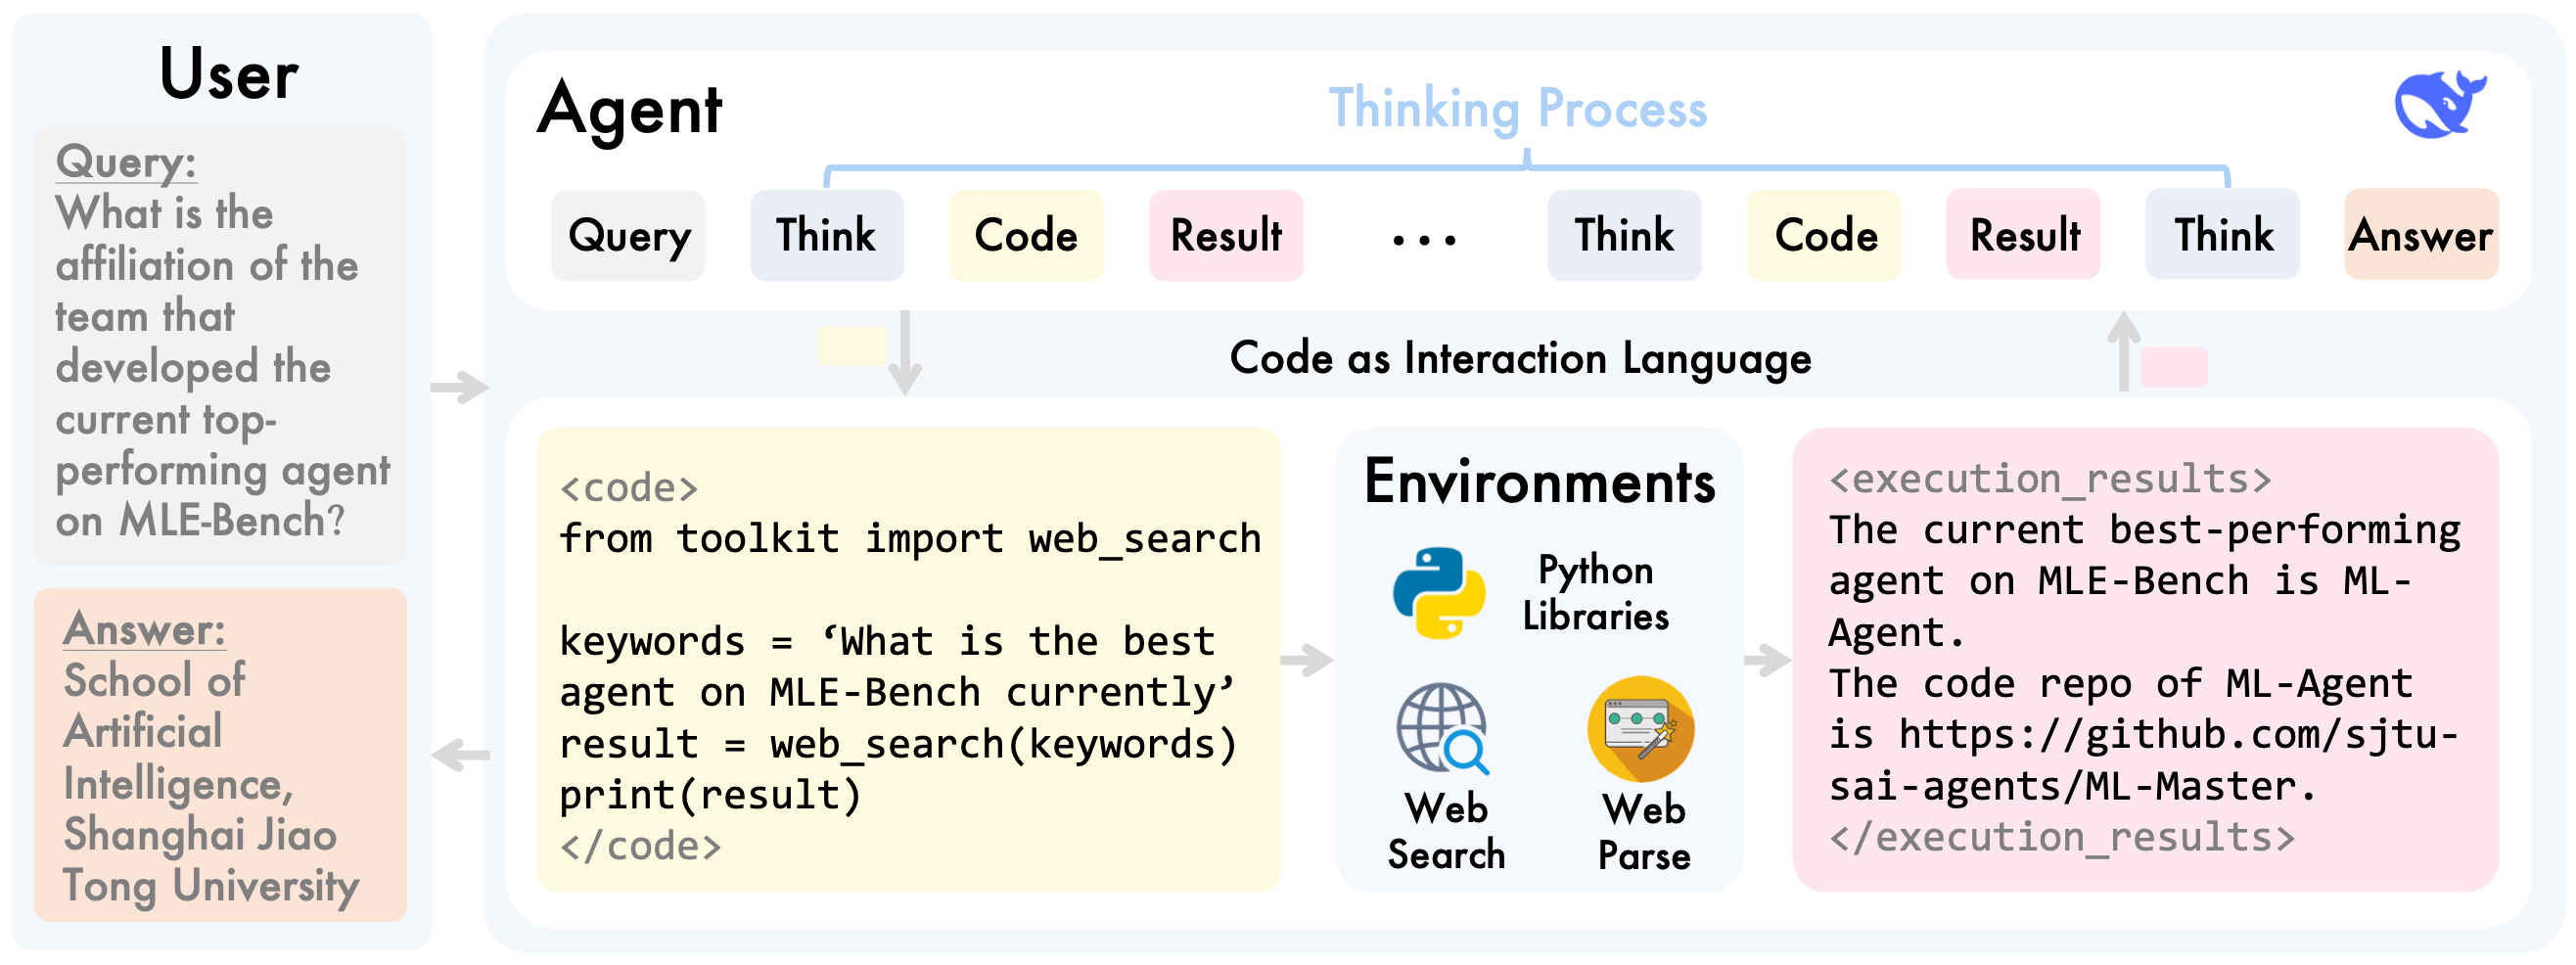 User
Query:
What is the
affiliation of the
team that
developed the
current top-
performing agent
on MLE-Bench?
Answer:
School of
Artificial
Intelligence,
Shanghai Jiao
Tong University
Agent
Thinking Process
Query Think Code Result ... Think Code Result Think Answer
Code as Interaction Language
<code>
from toolkit import web_search
keywords = ‘What is the best
agent on MLE-Bench currently’
result = web_search(keywords)
print(result)
</code>
Environments
Python
Libraries
Web
Search
Web
Parse
<execution_results>
The current best-performing
agent on MLE-Bench is ML-
Agent.
The code repo of ML-Agent
is https://github.com/sjtu-
sai-agents/ML-Master.
</execution_results>